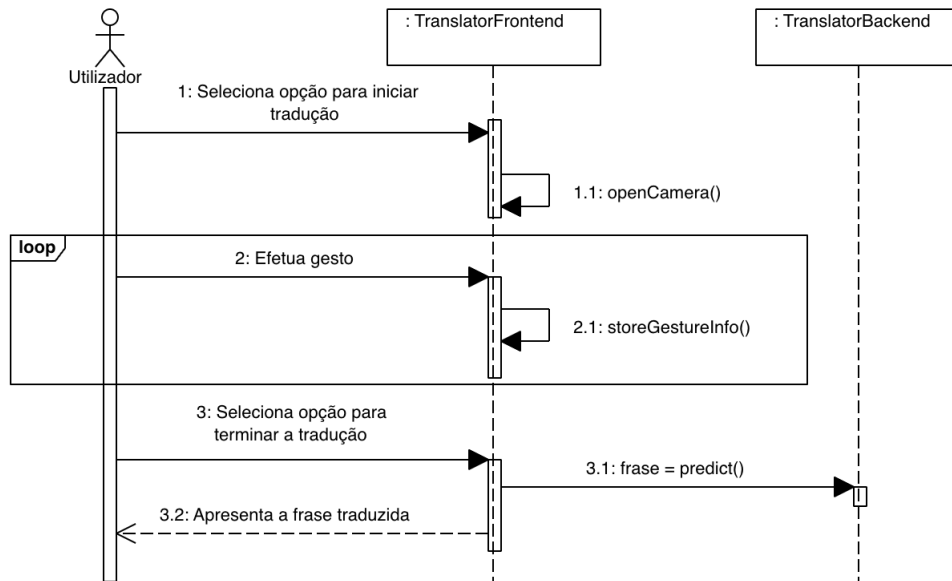 : TranslatorFrontend
: TranslatorBackend
Utilizador
1: Seleciona opção para iniciar
tradução
1.1: openCamera()
loop
2: Efetua gesto
2.1: storeGestureInfo()
3: Seleciona opção para
terminar a tradução
3.1: frase = predict()
3.2: Apresenta a frase traduzida